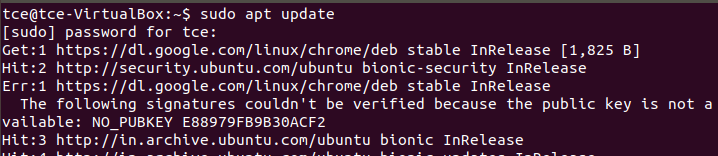 tce@tce-VirtualBox:~$ sudo apt update
[sudo] password for tce:
Get:1 https://dl.google.com/linux/chrome/deb stable InRelease [1,825 B]
Hit:2 http://security.ubuntu.com/ubuntu bionic-security InRelease
Err:1 https://dl.google.com/linux/chrome/deb stable InRelease
  The following signatures couldn't be verified because the public key is not a
vailable: NO_PUBKEY E88979FB9B30ACF2
Hit:3 http://in.archive.ubuntu.com/ubuntu bionic InRelease
Hit:4 http://in.archive.ubuntu.com/ubuntu bionic-updates InRelease